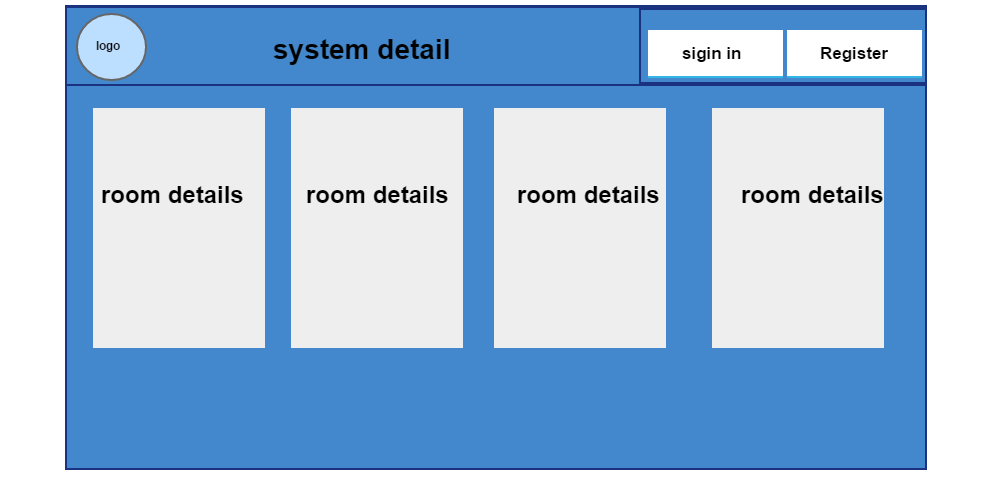 logo
system detail
sigin in
Register
room details
room details
room details
room details